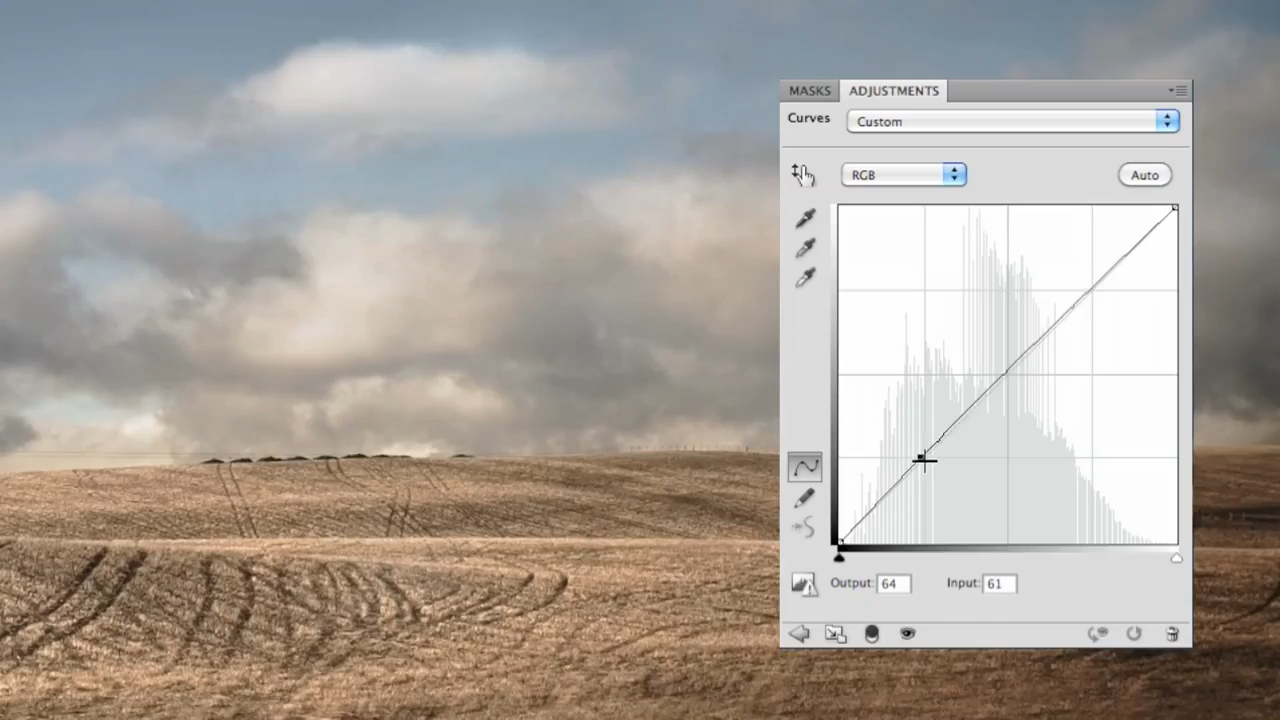 MASKS ADJUSTMENTS
Curves Custom
RGB Auto
Output: 64 Input: 61